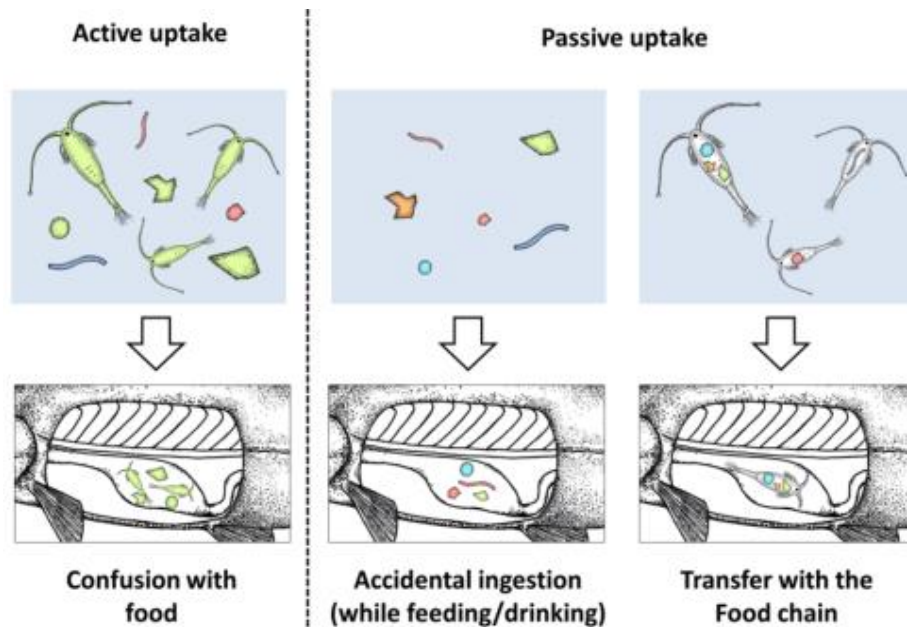 Active uptake
Passive uptake
Confusion with
food
Accidental ingestion
(while feeding/drinking)
Transfer with the
Food chain